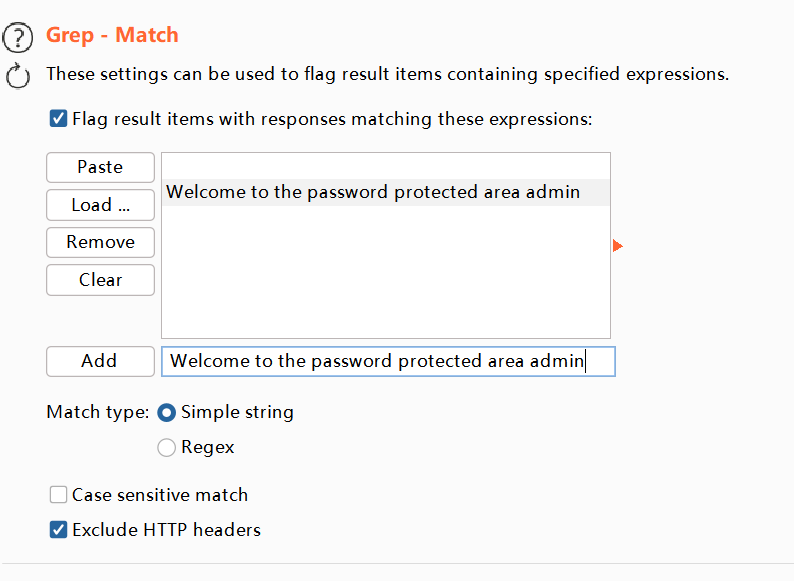 Grep - Match
These settings can be used to flag result items containing specified expressions.
Flag result items with responses matching these expressions:
Paste
Load ...
Remove
Clear
Welcome to the password protected area admin
Add
Welcome to the password protected area admin
Match type:
Simple string
Regex
Case sensitive match
Exclude HTTP headers